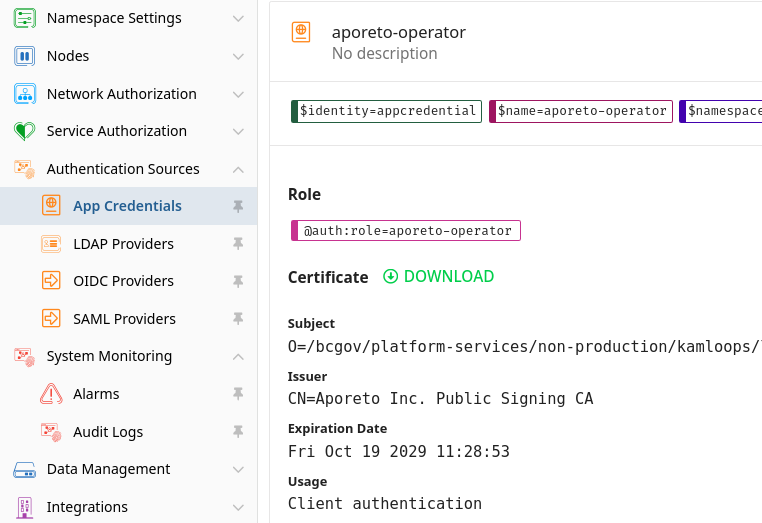 Namespace Settings
Nodes
Network Authorization
Service Authorization
Authentication Sources
App Credentials
LDAP Providers
OIDC Providers
SAML Providers
System Monitoring
Alarms
Audit Logs
Data Management
Integrations
aporeto-operator
No description
$identity=appcredential $name=aporeto-operator $namespace
Role
@auth:role=aporeto-operator
Certificate DOWNLOAD
Subject
O=/bcgov/platform-services/non-production/kamloops/
Issuer
CN=Aporeto Inc. Public Signing CA
Expiration Date
Fri Oct 19 2029 11:28:53
Usage
Client authentication